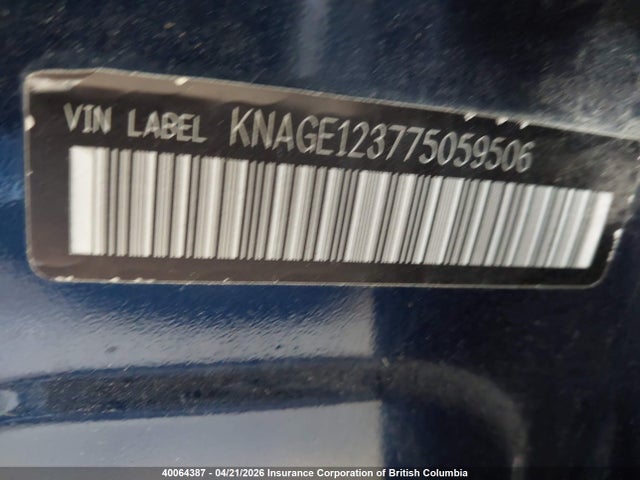 VIN LABEL KNAGE123775059506
40064387 - 04/21/2026 Insurance Corporation of British Columbia